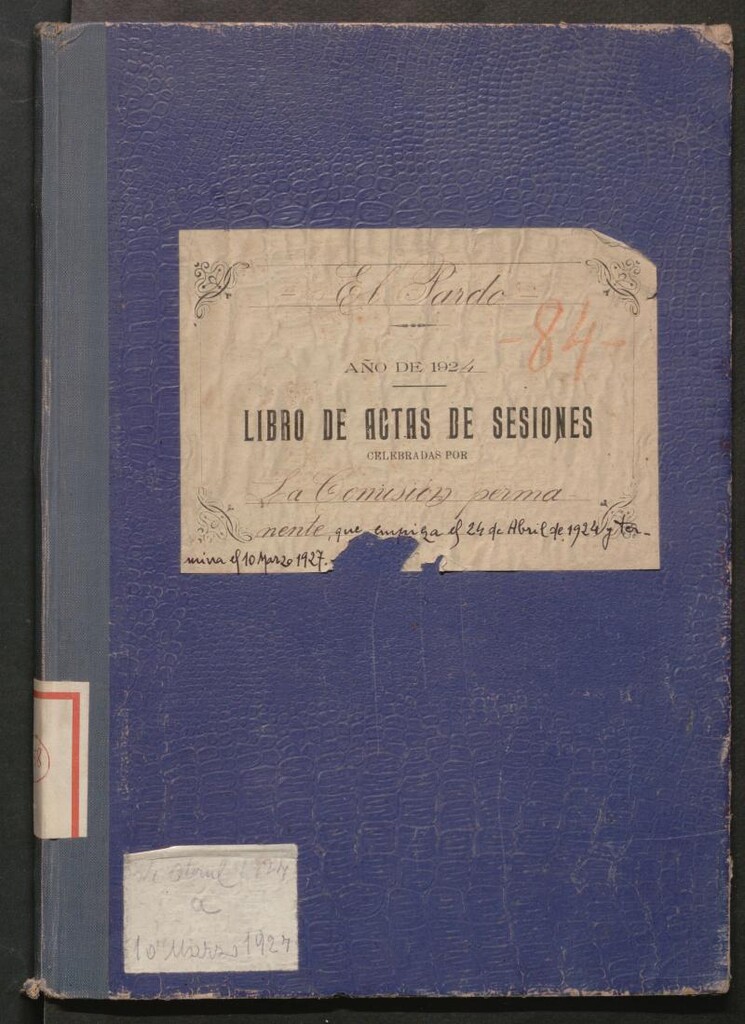 El Pardo
-84-
AÑO DE 1924
LIBRO DE ACTAS DE SESIONES
CELEBRADAS POR
La Comisión perma-
nente, que empieza el 24 de Abril de 1924 y ter-
mina el 10 Marzo 1927.
Abril 1924
a
10 Marzo 1927